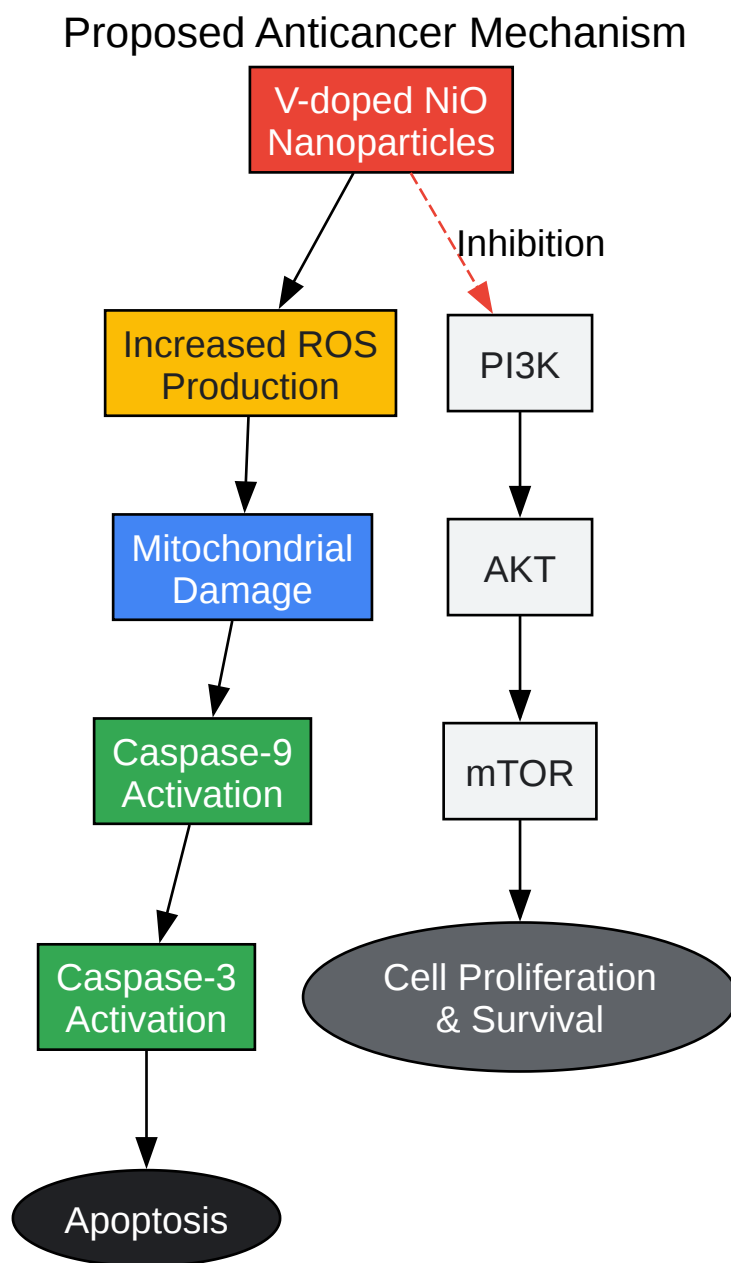 Proposed Anticancer Mechanism
V-doped NiO
Nanoparticles
Inhibition
Increased ROS
Production
PI3K
Mitochondrial
Damage
AKT
Caspase-9
Activation
mTOR
Caspase-3
Activation
Cell Proliferation
& Survival
Apoptosis